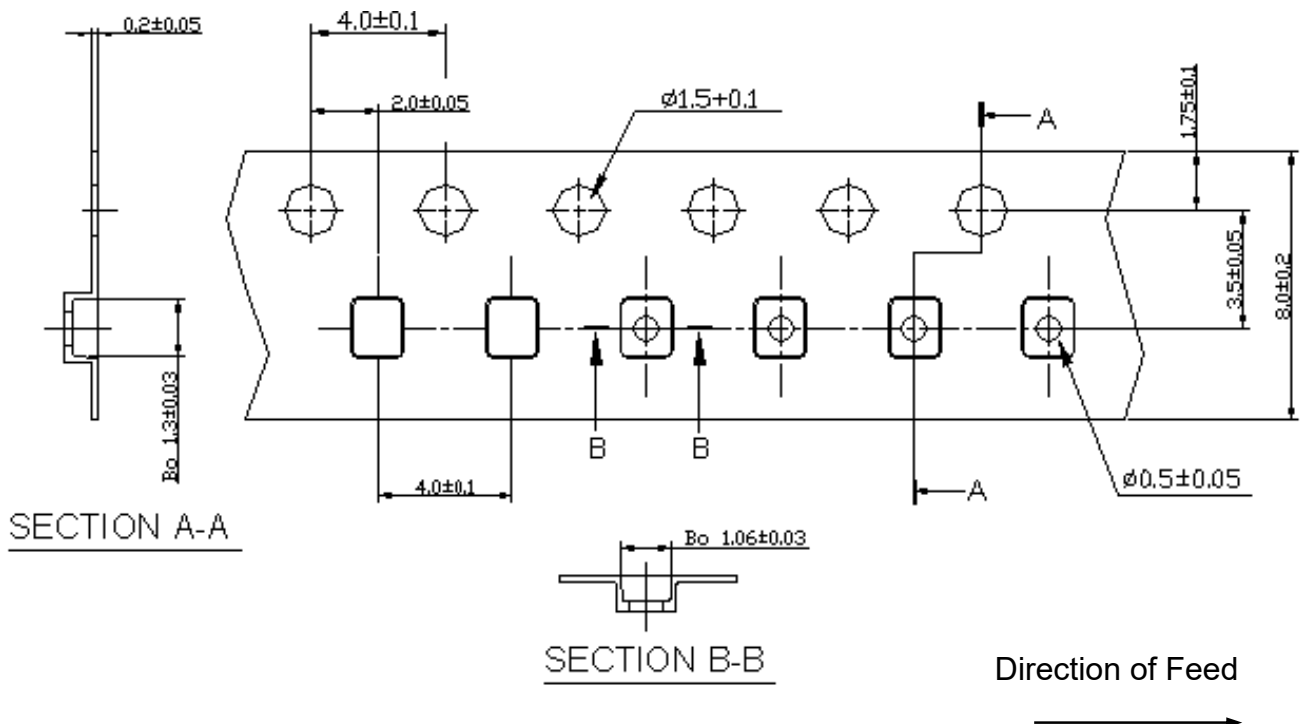 0.2±0.05
4.0±0.1
2.0±0.05
Ø1.5+0.1
A
1.75±0.1
3.5±0.05
8.0±0.2
Bo 1.3±0.03
B
B
4.0±0.1
A
Ø0.5±0.05
SECTION A-A
Bo 1.06±0.03
SECTION B-B
Direction of Feed